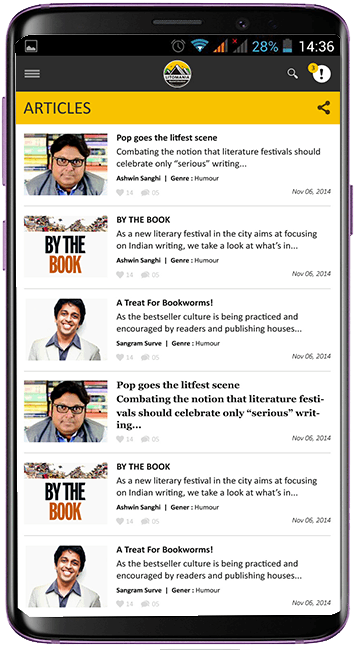 28% 14:36
LITOMANIA
1
ARTICLES
Pop goes the litfest scene
Combating the notion that literature festivals should
celebrate only “serious” writing...
Ashwin Sanghi | Genre : Humour
14 05
Nov 06, 2014
BY THE
BOOK
BY THE BOOK
As a new literary festival in the city aims at focusing
on Indian writing, we take a look at what’s in...
Ashwin Sanghi | Gener : Humour
14 05
Nov 06, 2014
A Treat For Bookworms!
As the bestseller culture is being practiced and
encouraged by readers and publishing houses...
Sangram Surve | Genre : Humour
14 05
Nov 06, 2014
Pop goes the litfest scene
Combating the notion that literature festi-
vals should celebrate only “serious” writ-
ing...
14 05
Nov 06, 2014
BY THE
BOOK
BY THE BOOK
As a new literary festival in the city aims at focusing
on Indian writing, we take a look at what’s in...
Ashwin Sanghi | Gener : Humour
14 05
Nov 06, 2014
A Treat For Bookworms!
As the bestseller culture is being practiced and
encouraged by readers and publishing houses...
Sangram Surve | Gener : Humour
14 05
Nov 06, 2014